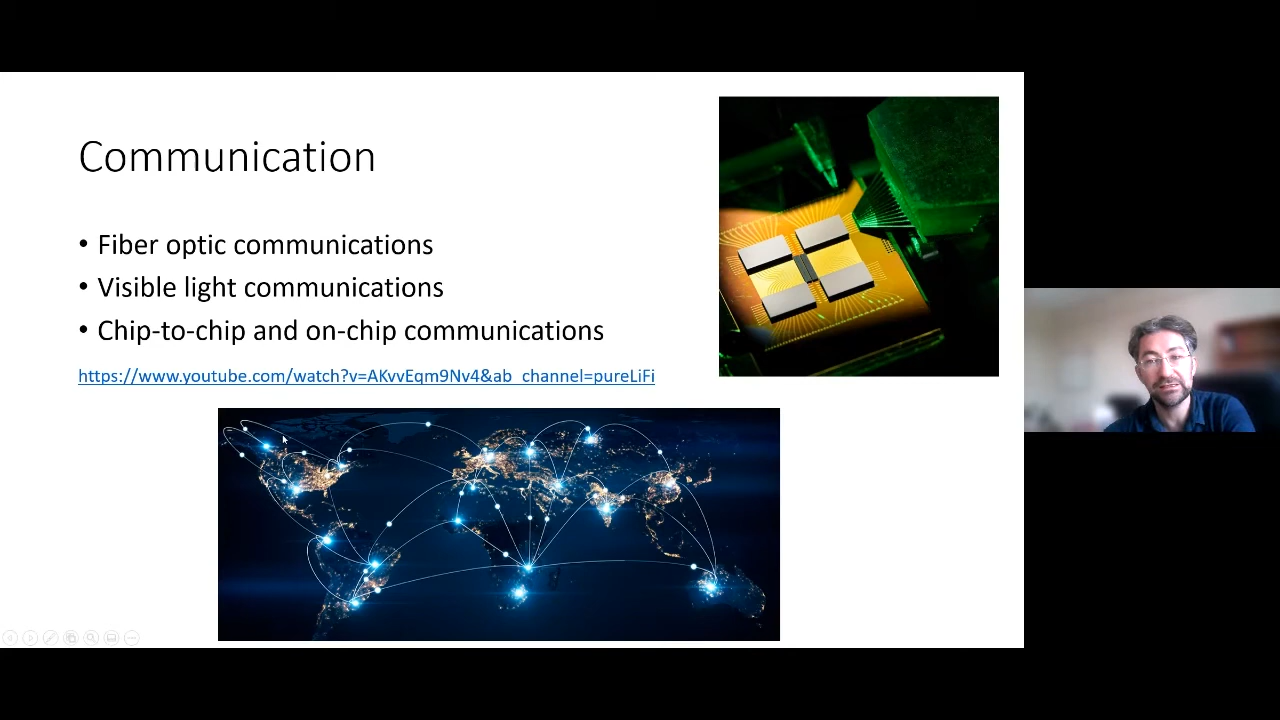 Communication
• Fiber optic communications
• Visible light communications
• Chip-to-chip and on-chip communications
https://www.youtube.com/watch?v=AKvvEqm9Nv4&ab_channel=pureLiFi